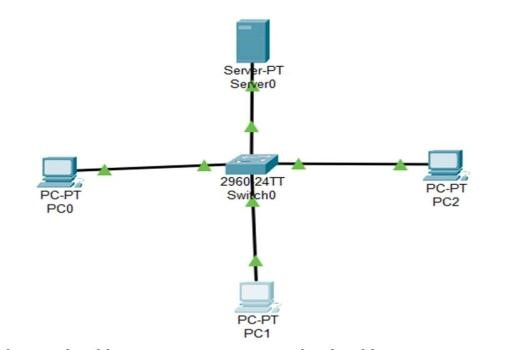 Server-PT
Server0
PC-PT
PC0
2960-24TT
Switch0
PC-PT
PC2
PC-PT
PC1